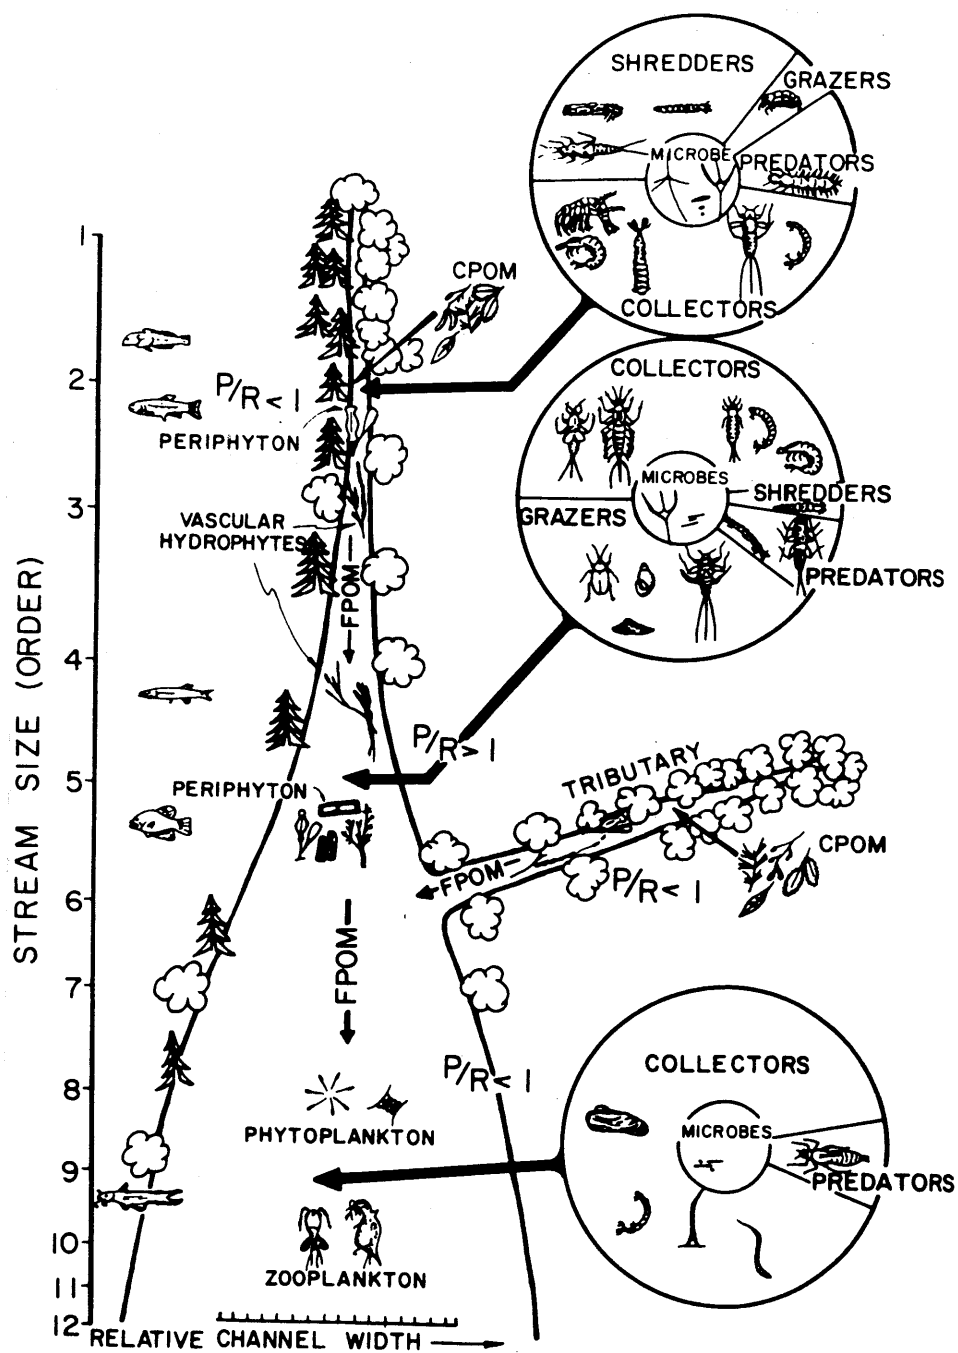 SHREDDERS
GRAZERS
MICROBE
PREDATORS
COLLECTORS
1
CPOM
2
P/R < 1
PERIPHYTON
COLLECTORS
MICROBES
SHREDDERS
GRAZERS
PREDATORS
3
VASCULAR
HYDROPHYTES
FPOM
STREAM SIZE (ORDER)
4
P/R > 1
5
PERIPHYTON
TRIBUTARY
CPOM
FPOM
P/R < 1
6
FPOM
7
P/R < 1
8
PHYTOPLANKTON
COLLECTORS
MICROBES
PREDATORS
9
10
ZOOPLANKTON
11
12
RELATIVE CHANNEL WIDTH